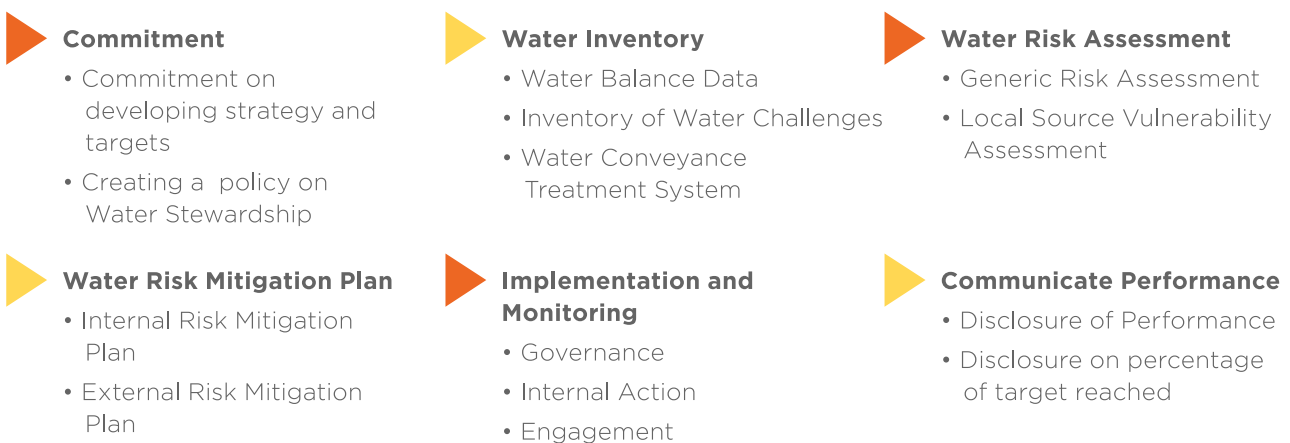 Commitment
• Commitment on
developing strategy and
targets
• Creating a policy on
Water Stewardship
Water Inventory
• Water Balance Data
• Inventory of Water Challenges
• Water Conveyance
Treatment System
Water Risk Assessment
• Generic Risk Assessment
• Local Source Vulnerability
Assessment
Water Risk Mitigation Plan
• Internal Risk Mitigation
Plan
• External Risk Mitigation
Plan
Implementation and
Monitoring
• Governance
• Internal Action
• Engagement
Communicate Performance
• Disclosure of Performance
• Disclosure on percentage
of target reached